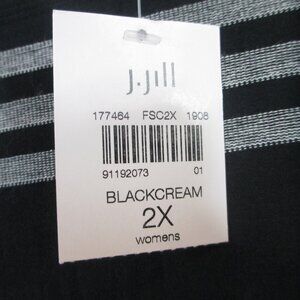 J.Jill
177464 FSC2X 1908
91192073 01
BLACKCREAM
2X
womens